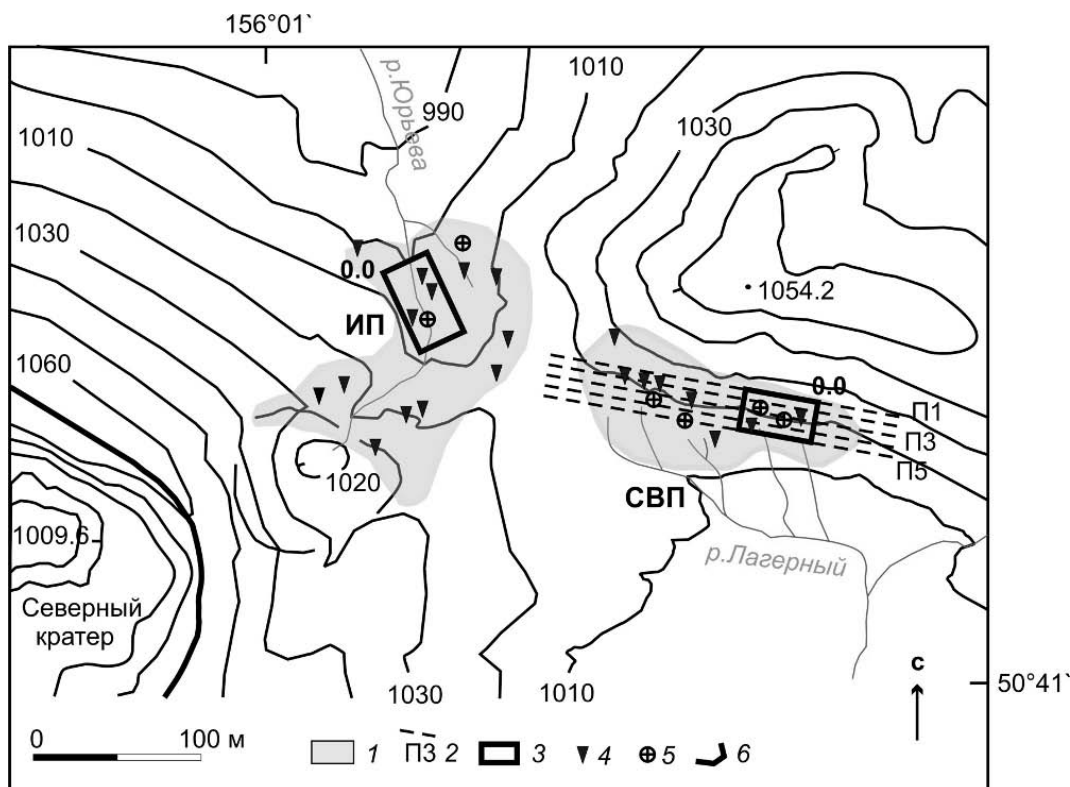 156°01`
р.Юрьева
1010
990
1030
1010
1030
0.0
1054.2
ИП
1060
0.0
П1
П3
П5
1020
СВП
1009.6
р.Лагерный
Северный
кратер
с
50°41`
1030
1010
0 100 м
1 П3 2 3 4 5 6